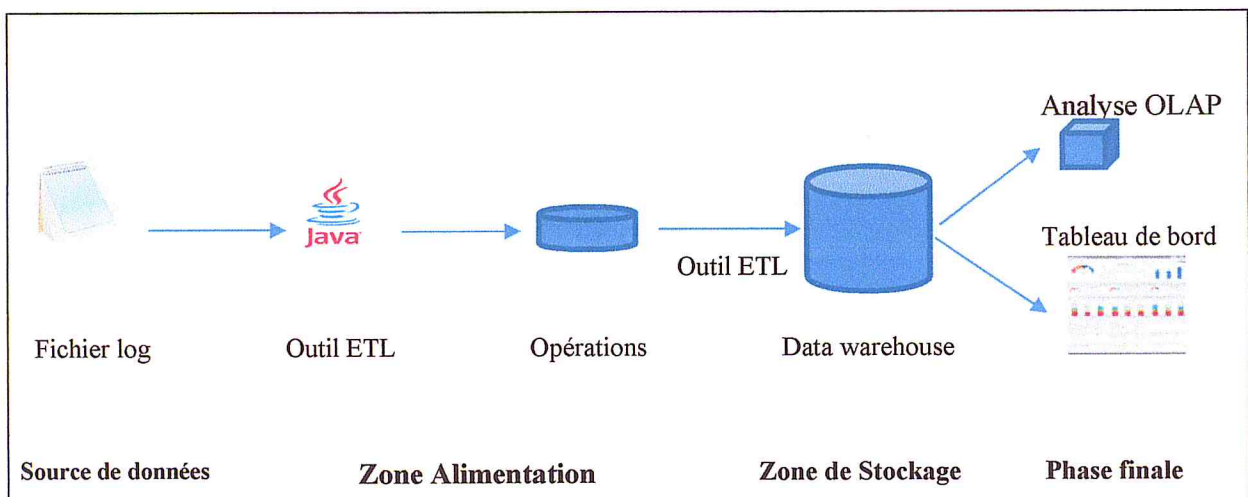 Analyse OLAP
Java
Tableau de bord
Outil ETL
Fichier log
Outil ETL
Opérations
Data warehouse
Source de données
Zone Alimentation
Zone de Stockage
Phase finale